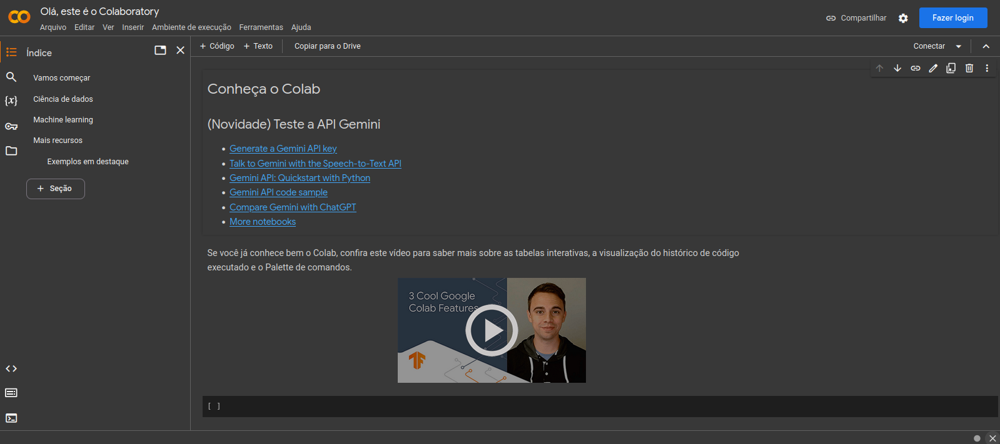 Olá, este é o Colaboratory
Arquivo Editar Ver Inserir Ambiente de execução Ferramentas Ajuda
Compartilhar
Fazer login
Índice
Vamos começar
Ciência de dados
Machine learning
Mais recursos
Exemplos em destaque
+ Seção
+ Código + Texto Copiar para o Drive
Conectar
Conheça o Colab
(Novidade) Teste a API Gemini
• Generate a Gemini API key
• Talk to Gemini with the Speech-to-Text API
• Gemini API: Quickstart with Python
• Gemini API code sample
• Compare Gemini with ChatGPT
• More notebooks
Se você já conhece bem o Colab, confira este vídeo para saber mais sobre as tabelas interativas, a visualização do histórico de código
executado e o Palette de comandos.
3 Cool Google
Colab Features
[ ]